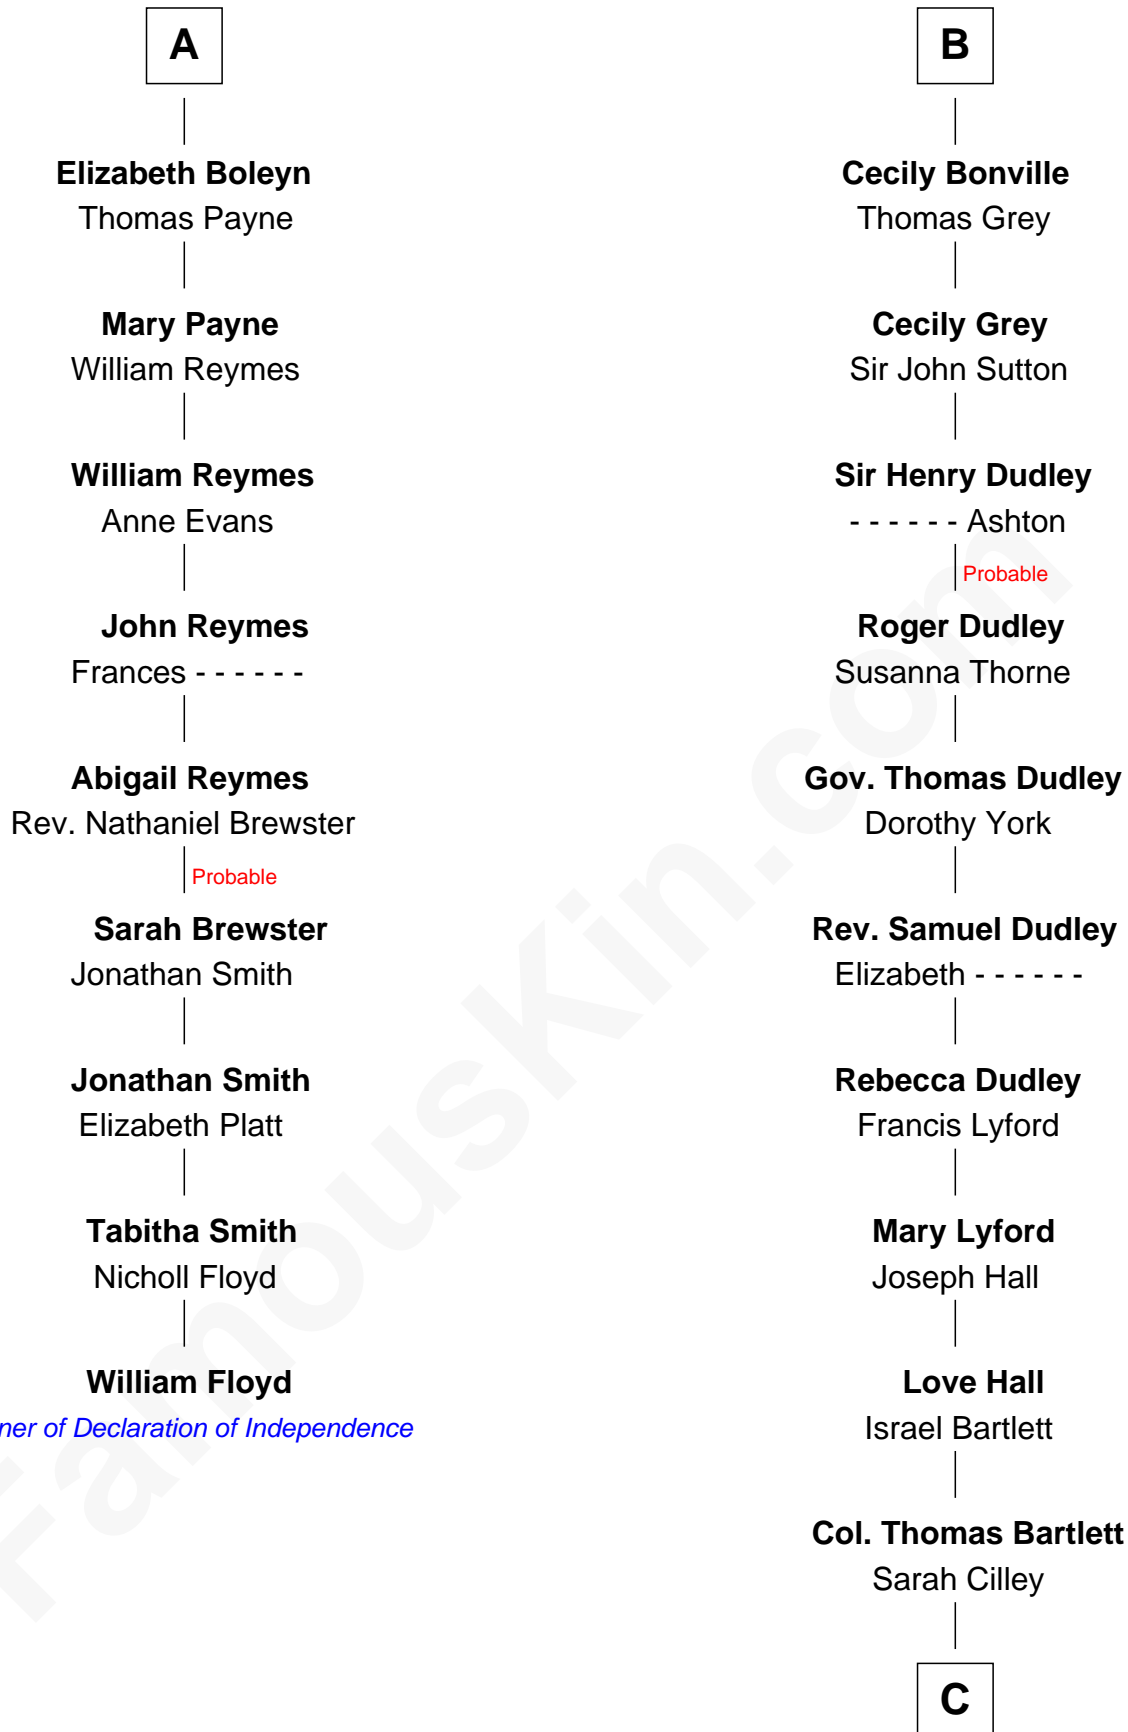 A
Elizabeth Boleyn
Thomas Payne
Mary Payne
William Reymes
William Reymes
Anne Evans
John Reymes
Frances - - - - - -
Abigail Reymes
Rev. Nathaniel Brewster
Probable
Sarah Brewster
Jonathan Smith
Jonathan Smith
Elizabeth Platt
Tabitha Smith
Nicholl Floyd
William Floyd
ner of Declaration of Independence
B
Cecily Bonville
Thomas Grey
Cecily Grey
Sir John Sutton
Sir Henry Dudley
- - - - - - Ashton
Probable
Roger Dudley
Susanna Thorne
Gov. Thomas Dudley
Dorothy York
Rev. Samuel Dudley
Elizabeth - - - - - -
Rebecca Dudley
Francis Lyford
Mary Lyford
Joseph Hall
Love Hall
Israel Bartlett
Col. Thomas Bartlett
Sarah Cilley
C
FamousKin.com